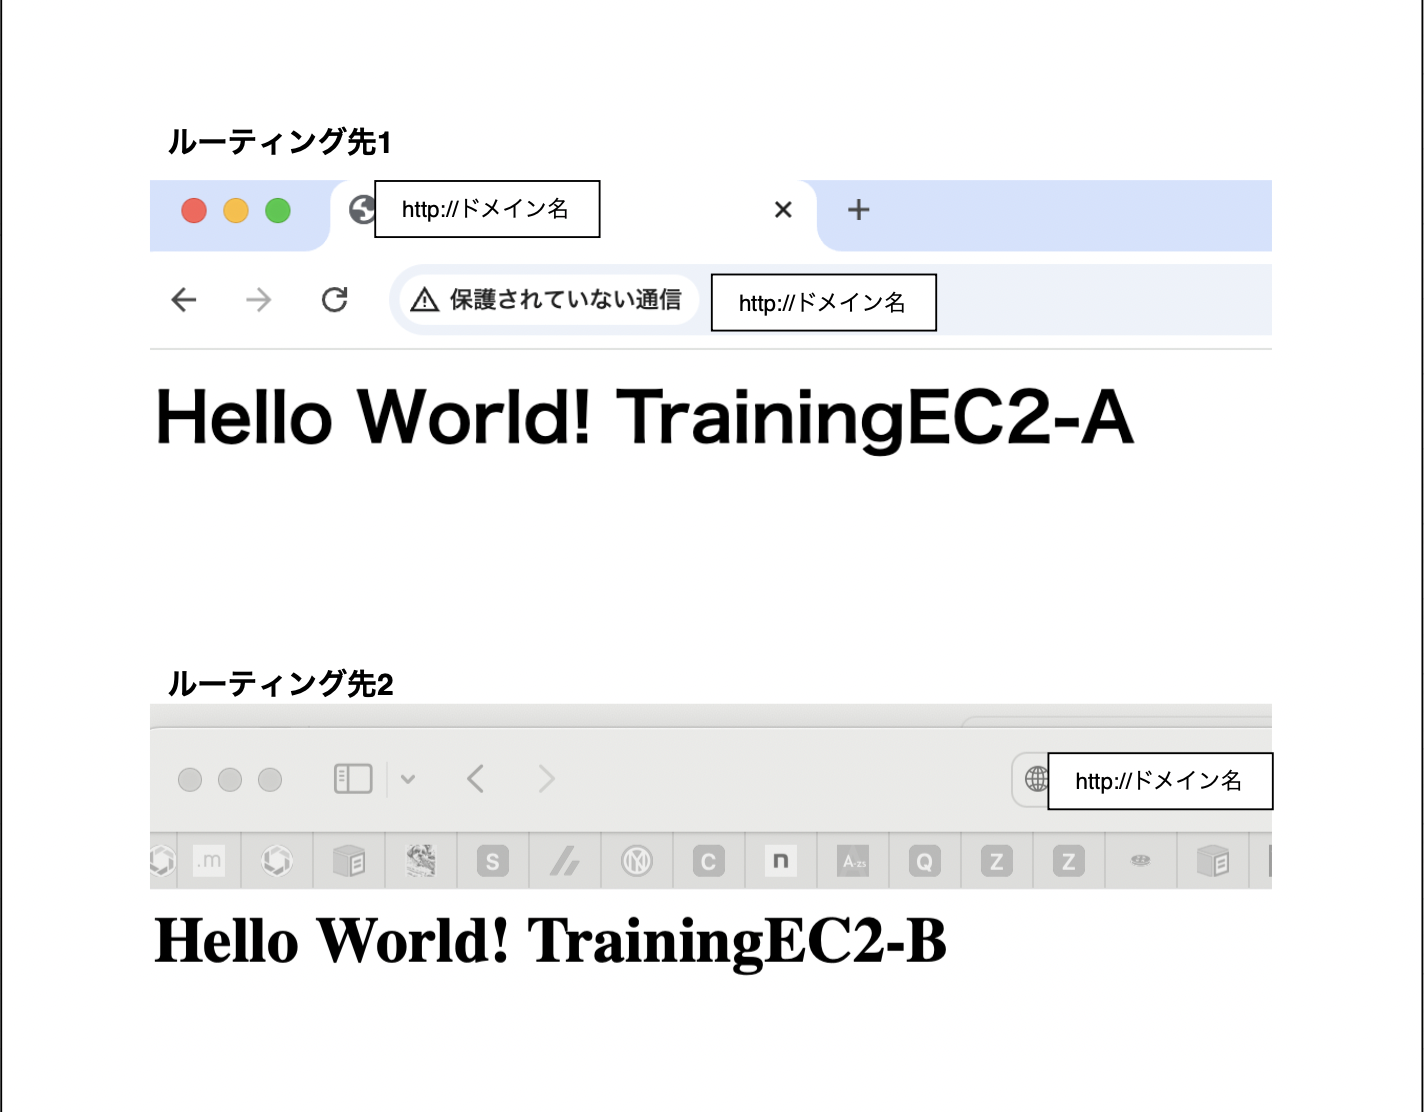 ルーティング先1
http://ドメイン名
保護されていない通信
http://ドメイン名
Hello World! TrainingEC2-A
ルーティング先2
http://ドメイン名
.m
S
C
n
A-zs
Q
Z
Z
Hello World! TrainingEC2-B